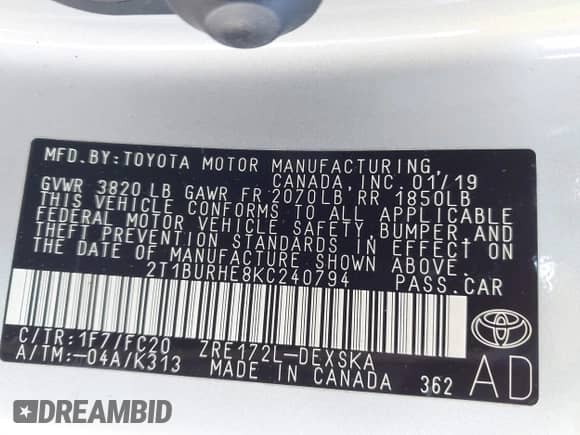 MFD. BY: TOYOTA MOTOR MANUFACTURING,
CANADA, INC. 01/19
GVWR 3820 LB GAWR FR 2070LB RR 1850LB
THIS VEHICLE CONFORMS TO ALL APPLICABLE
FEDERAL MOTOR VEHICLE SAFETY, BUMPER, AND
THEFT PREVENTION STANDARDS IN EFFECT ON
THE DATE OF MANUFACTURE SHOWN ABOVE.
2T1BURHE8KC240794 PASS.CAR
C/TR: 1F7/FC20 ZRE172L-DEXSKA
A/TM:-04A/K313 MADE IN CANADA 362
AD
DREAMBID